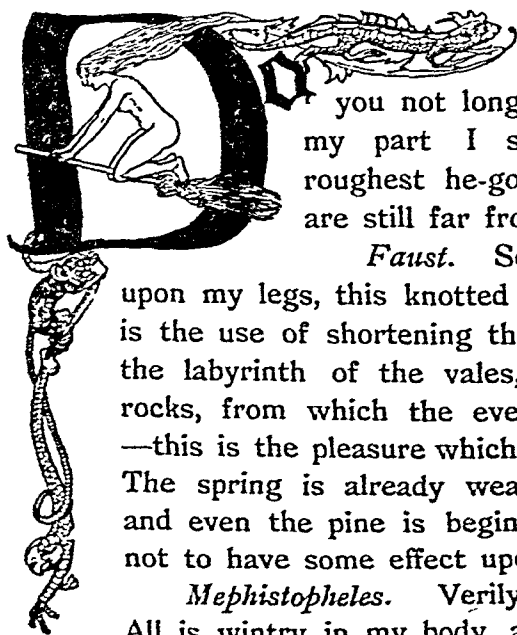 Do you not long
my part I s
roughest he-go
are still far fro
Faust. So
upon my legs, this knotted
is the use of shortening th
the labyrinth of the vales,
rocks, from which the eve
—this is the pleasure which
The spring is already wea
and even the pine is begin
not to have some effect upo
Mephistopheles. Verily
All is wintry in my body, a